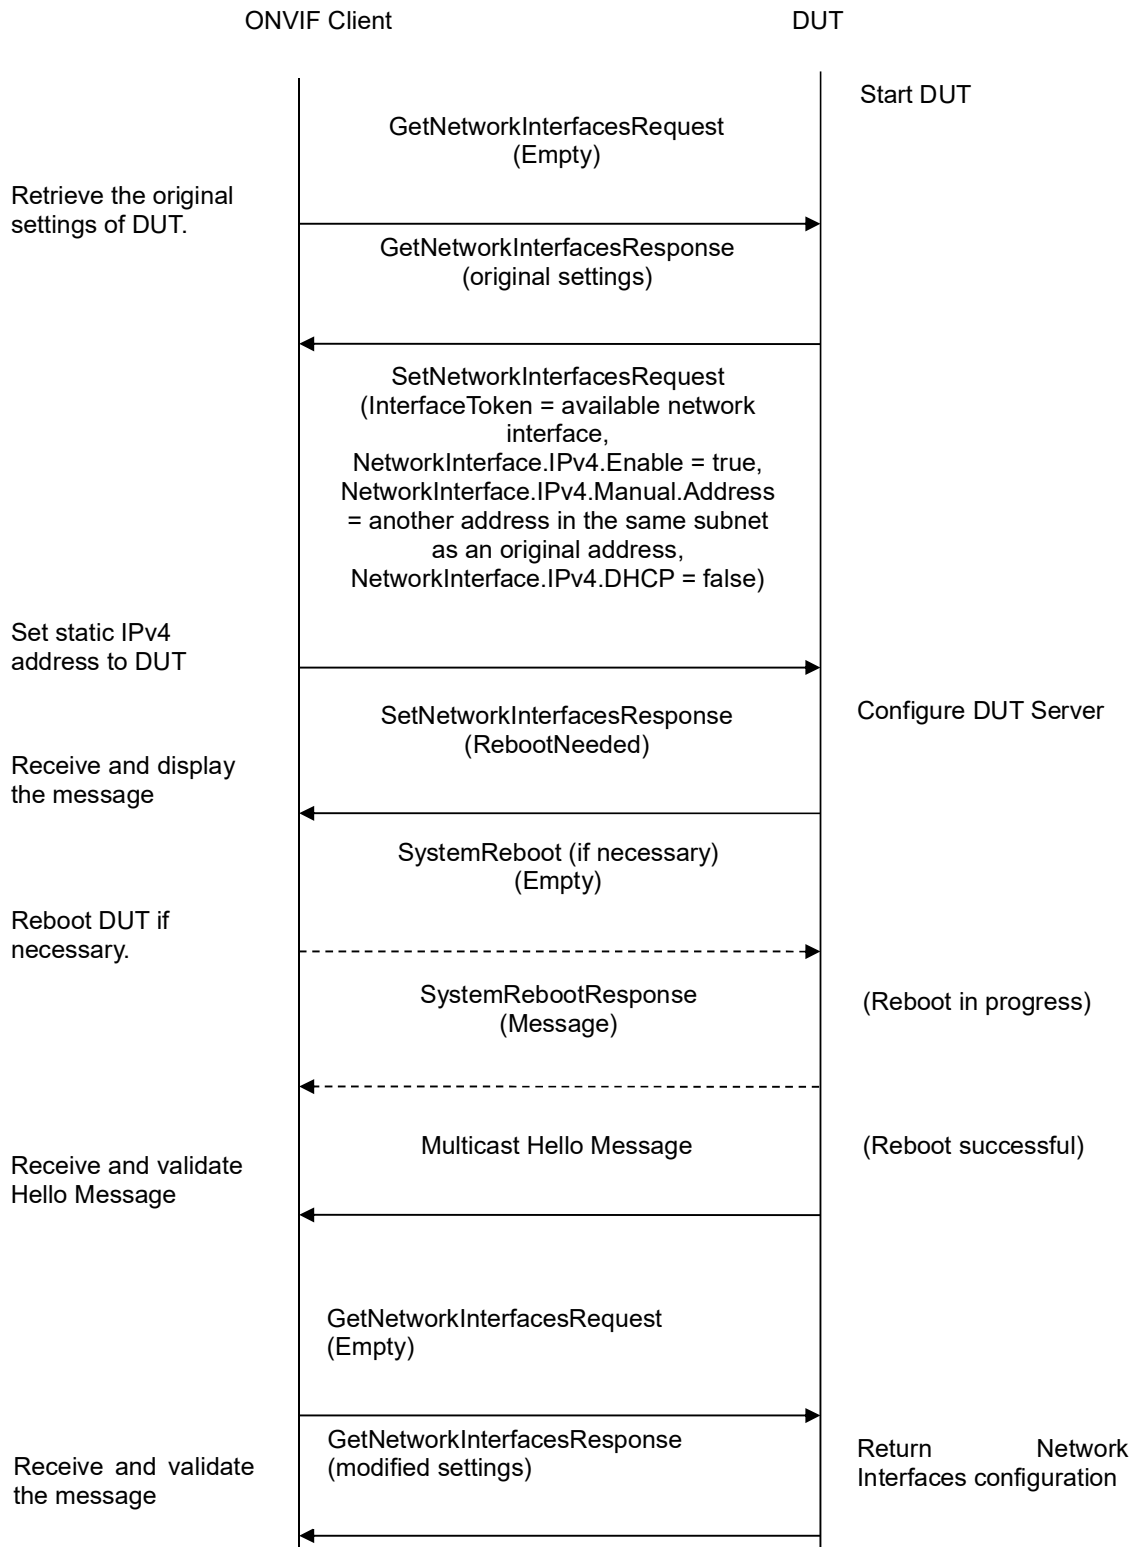 ONVIF Client
DUT
Start DUT
GetNetworkInterfacesRequest
(Empty)
Retrieve the original
settings of DUT.
GetNetworkInterfacesResponse
(original settings)
SetNetworkInterfacesRequest
(InterfaceToken = available network
interface,
NetworkInterface.IPv4.Enable = true,
NetworkInterface.IPv4.Manual.Address
= another address in the same subnet
as an original address,
NetworkInterface.IPv4.DHCP = false)
Set static IPv4
address to DUT
SetNetworkInterfacesResponse
(RebootNeeded)
Configure DUT Server
Receive and display
the message
SystemReboot (if necessary)
(Empty)
Reboot DUT if
necessary.
SystemRebootResponse
(Message)
(Reboot in progress)
Multicast Hello Message
(Reboot successful)
Receive and validate
Hello Message
GetNetworkInterfacesRequest
(Empty)
GetNetworkInterfacesResponse
(modified settings)
Return Network
Interfaces configuration
Receive and validate
the message